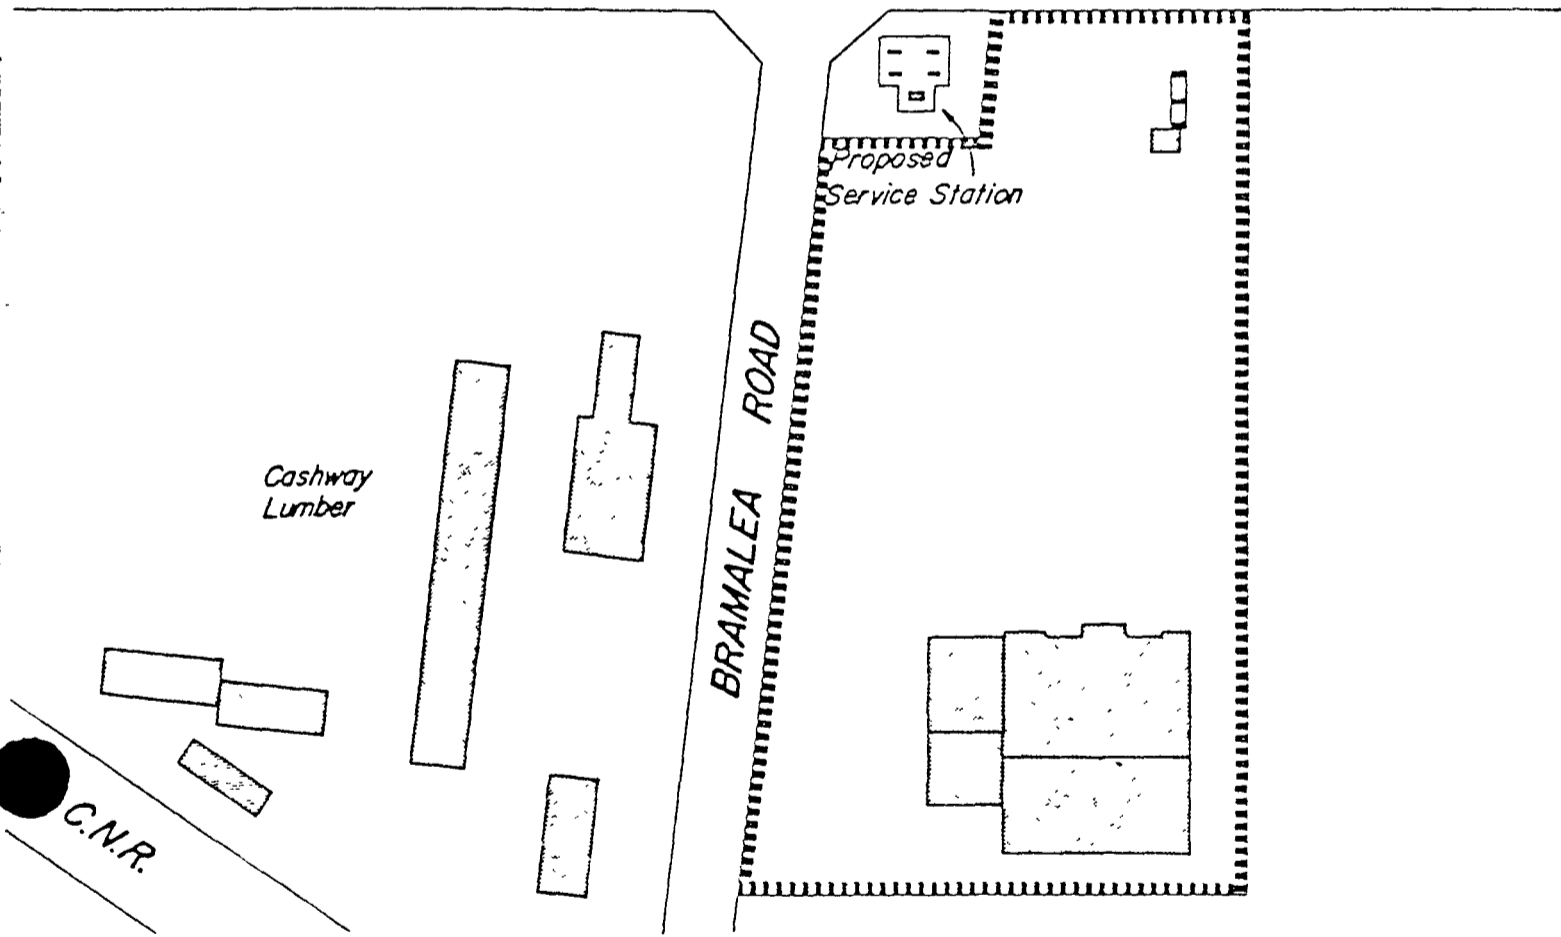 Proposed
Service Station
BRAMALEA ROAD
Cashway
Lumber
C.N.R.